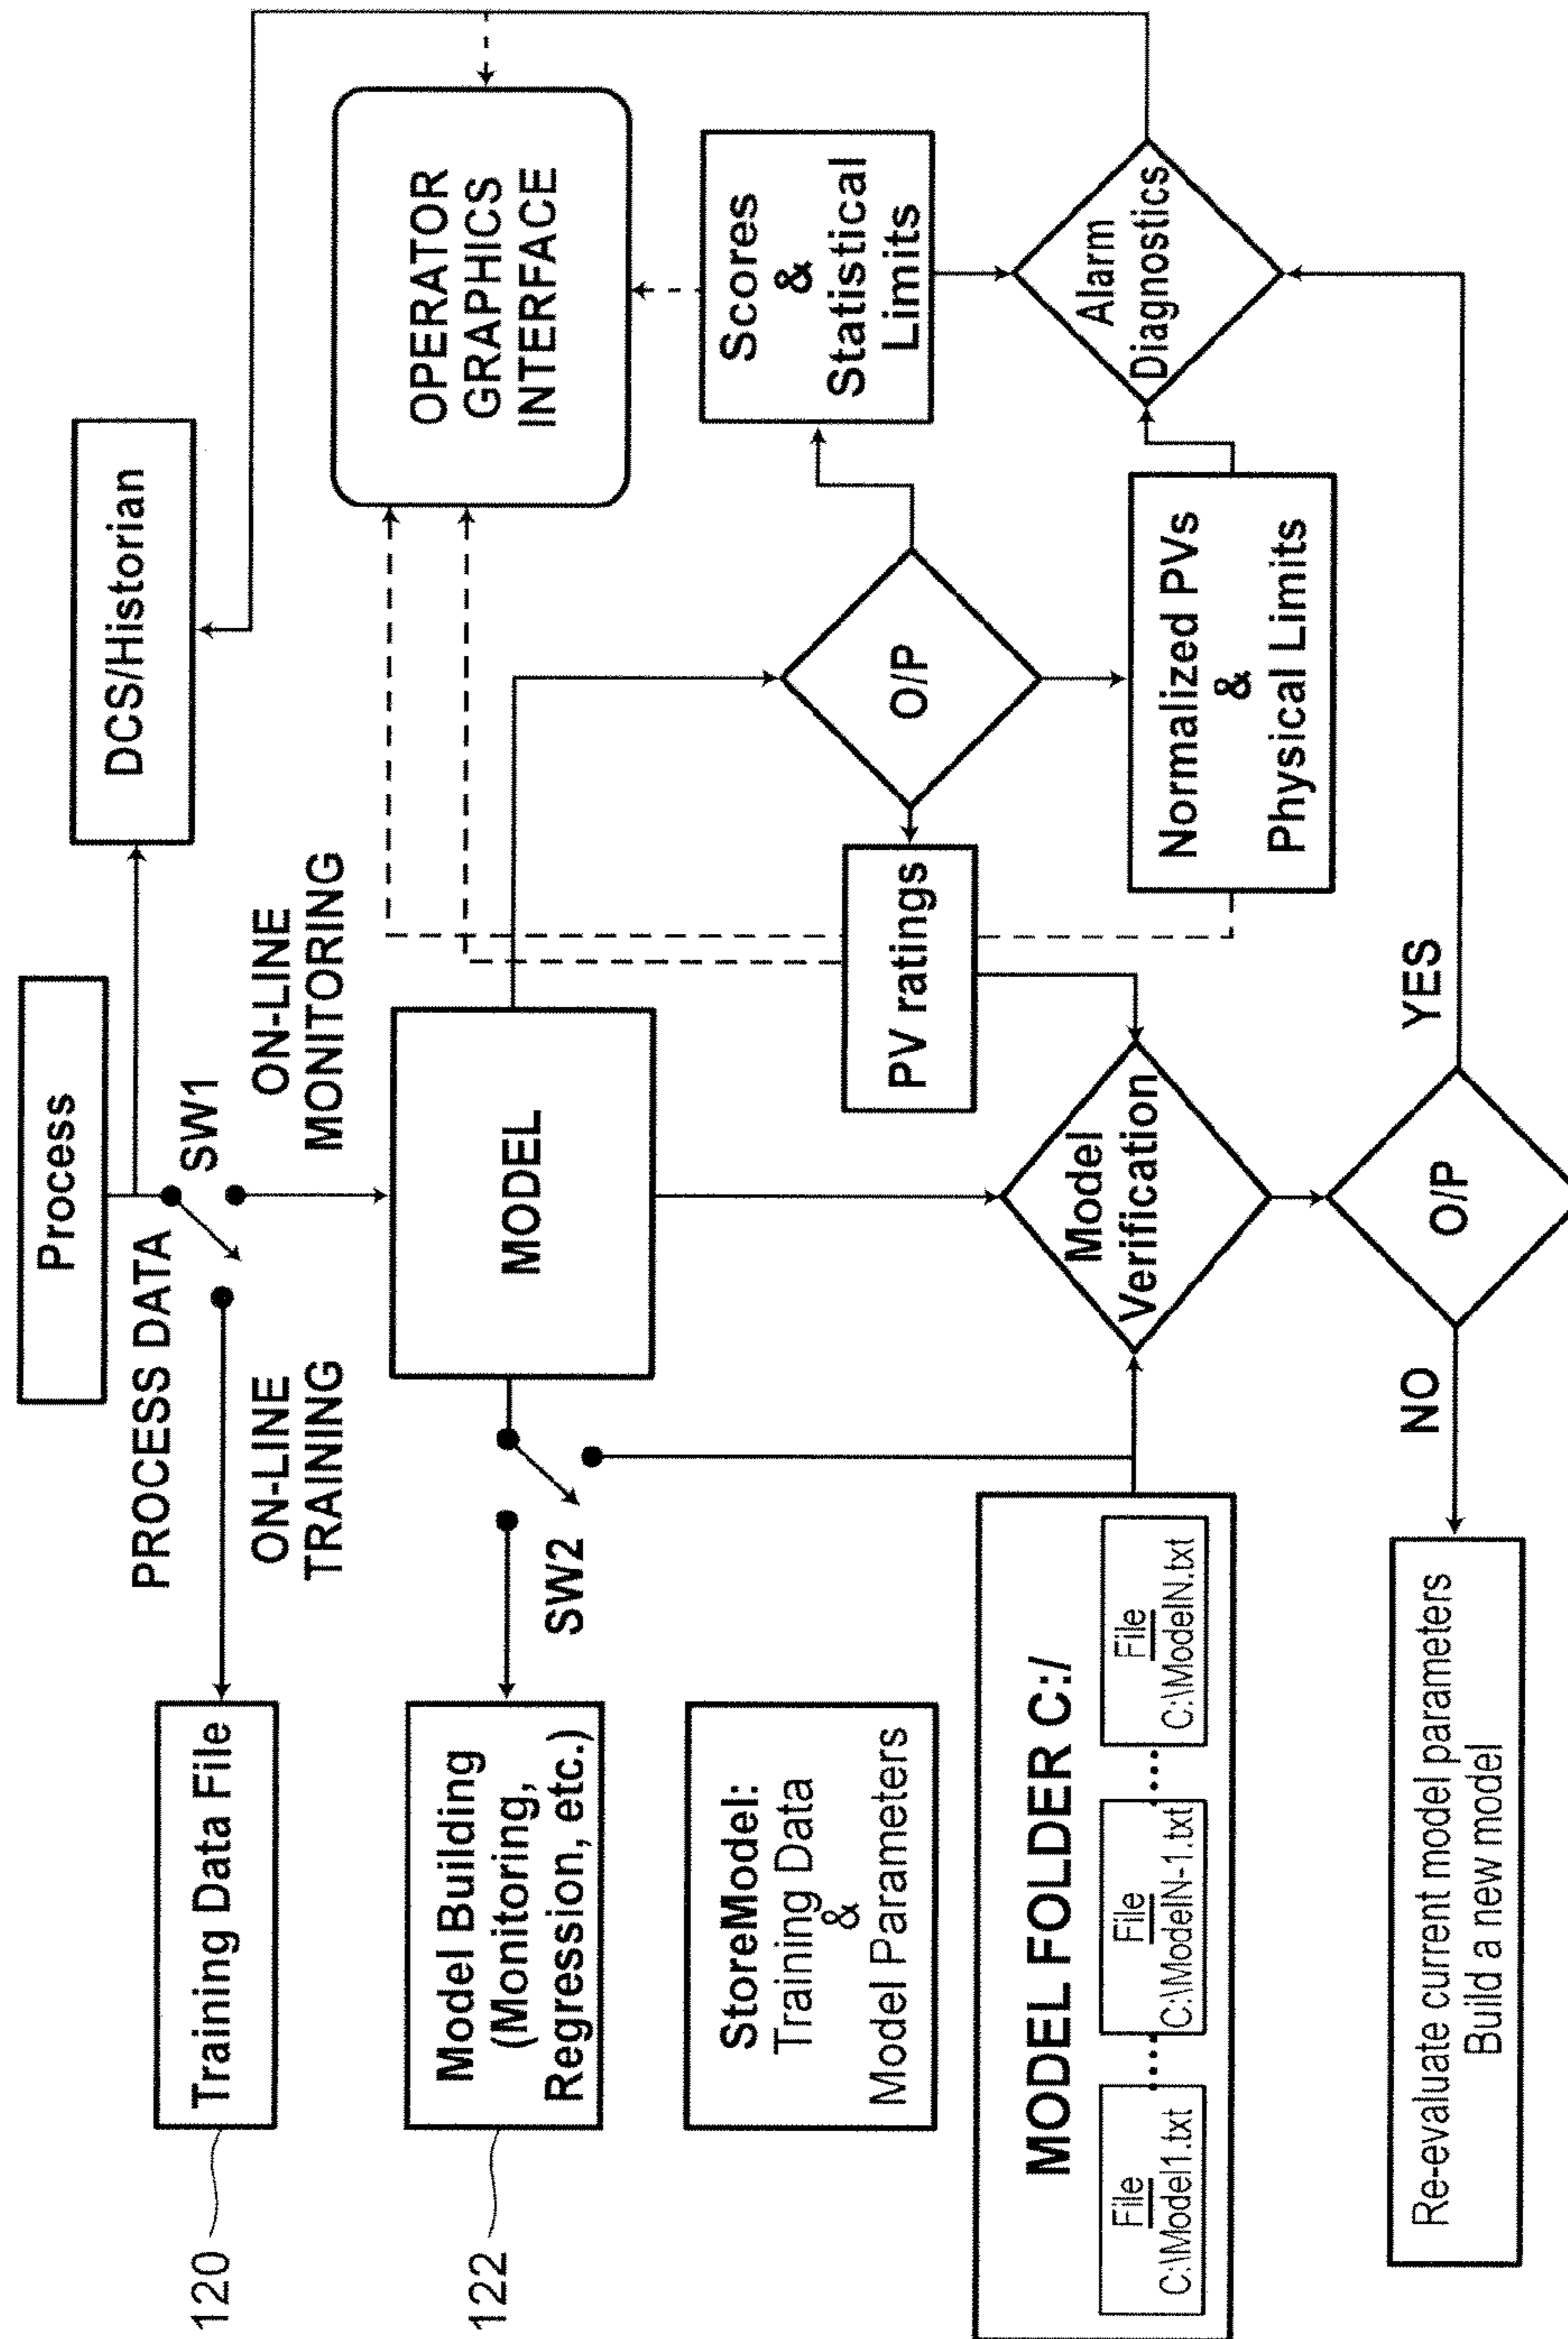 Process
DCS/Historian
PROCESS DATA
SW1
ON-LINE
TRAINING
ON-LINE
MONITORING
120
Training Data File
OPERATOR
GRAPHICS
INTERFACE
MODEL
122
Model Building
(Monitoring,
Regression, etc.)
SW2
StoreModel:
Training Data
&
Model Parameters
Scores
&
Statistical
Limits
O/P
PV ratings
MODEL FOLDER C:/
File
C:\Model1.txt
....
File
C:\ModelN-1.txt
....
File
C:\ModelN.txt
Model
Verification
Alarm
Diagnostics
Normalized PVs
&
Physical Limits
NO
YES
O/P
Re-evaluate current model parameters
Build a new model